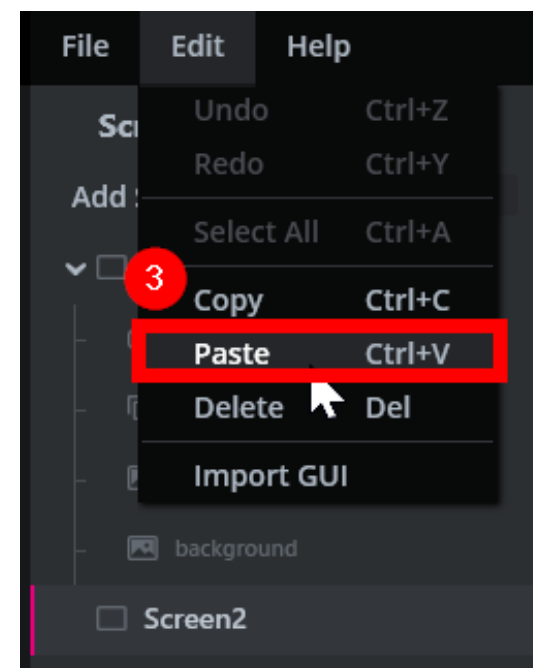 File Edit Help
Undo Ctrl+Z
Redo Ctrl+Y
Add
Select All Ctrl+A
3
Copy Ctrl+C
Paste Ctrl+V
Delete Del
Import GUI
background
Screen2